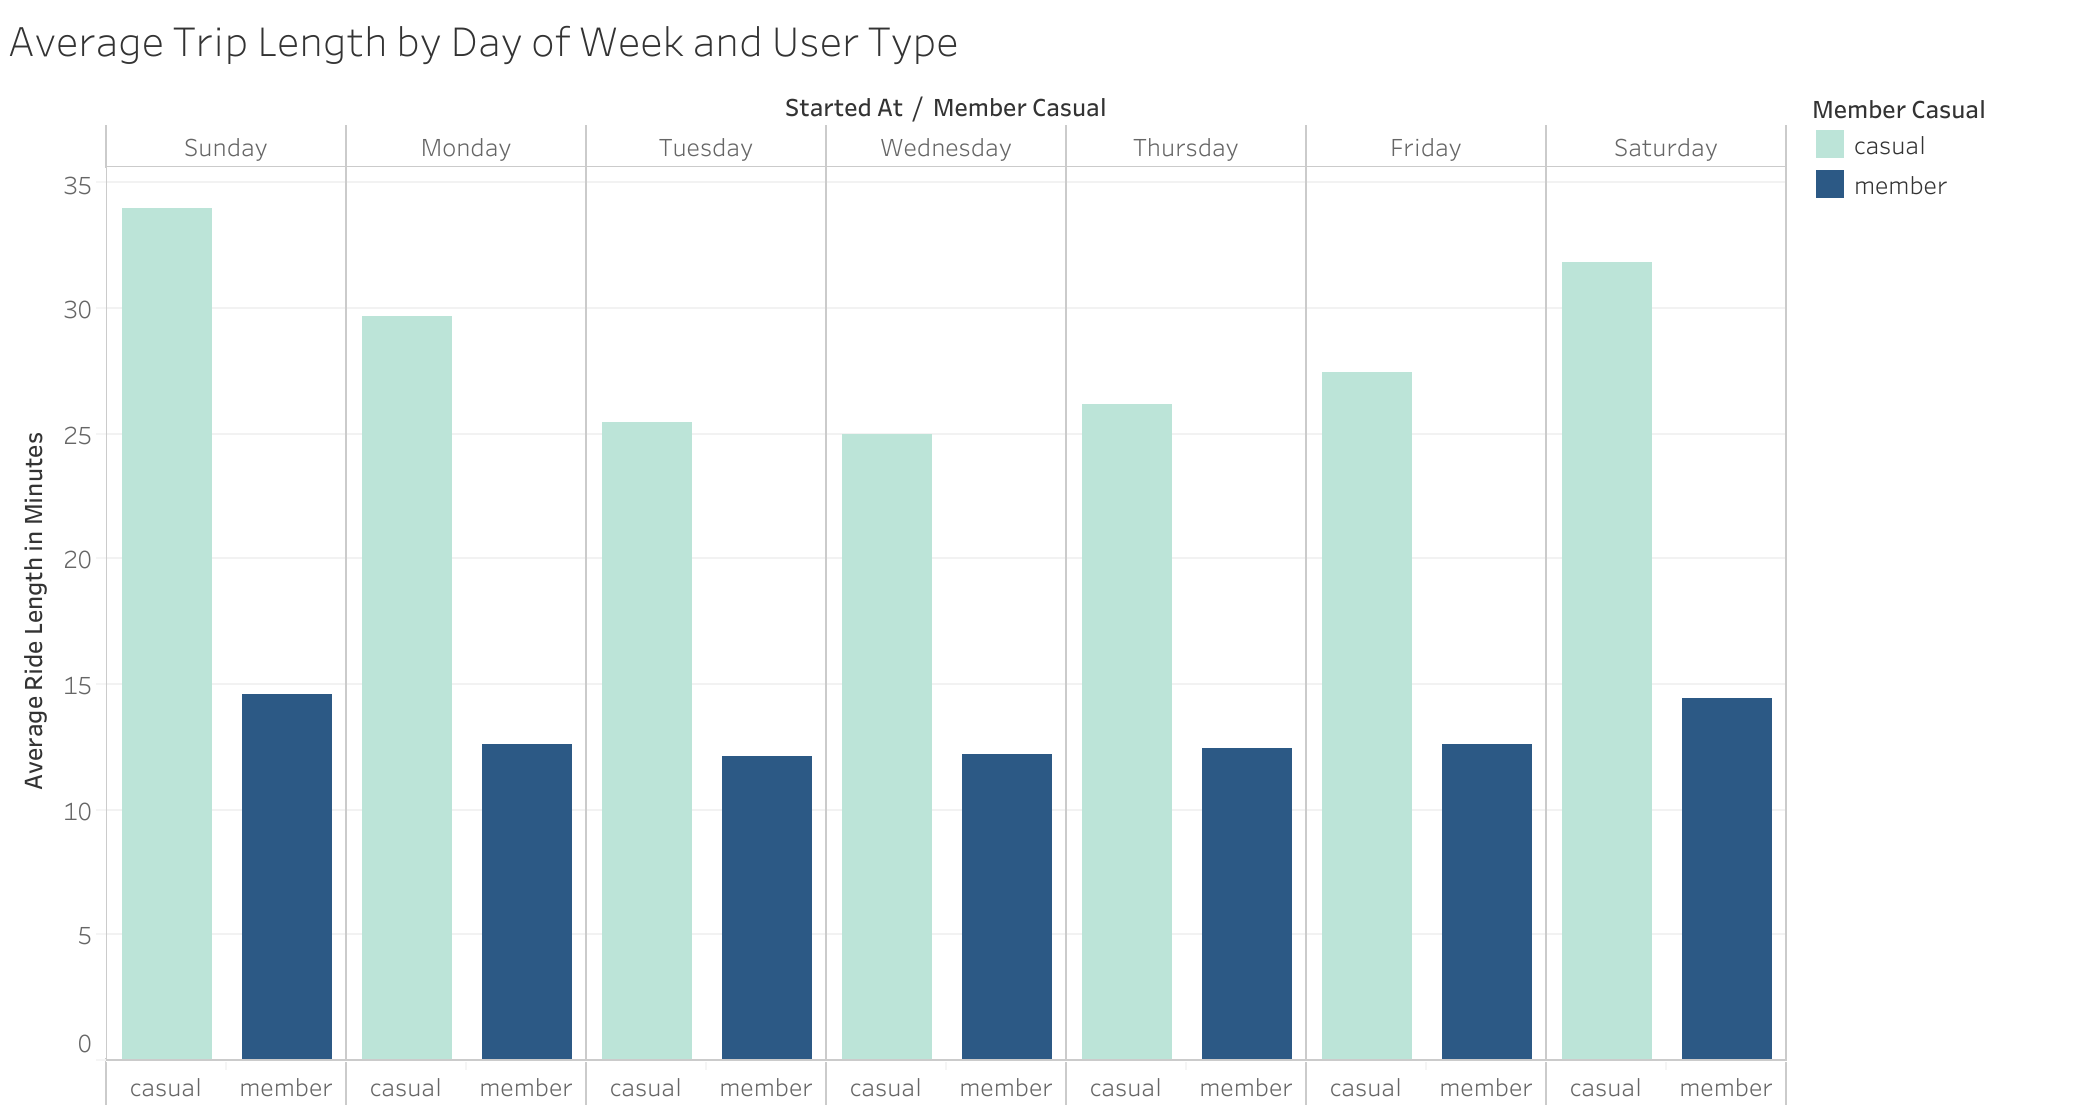 Average Trip Length by Day of Week and User Type
Started At / Member Casual
Sunday Monday Tuesday Wednesday Thursday Friday Saturday
Member Casual
casual
member
Average Ride Length in Minutes
35
30
25
20
15
10
5
0
casual member casual member casual member casual member casual member casual member casual member